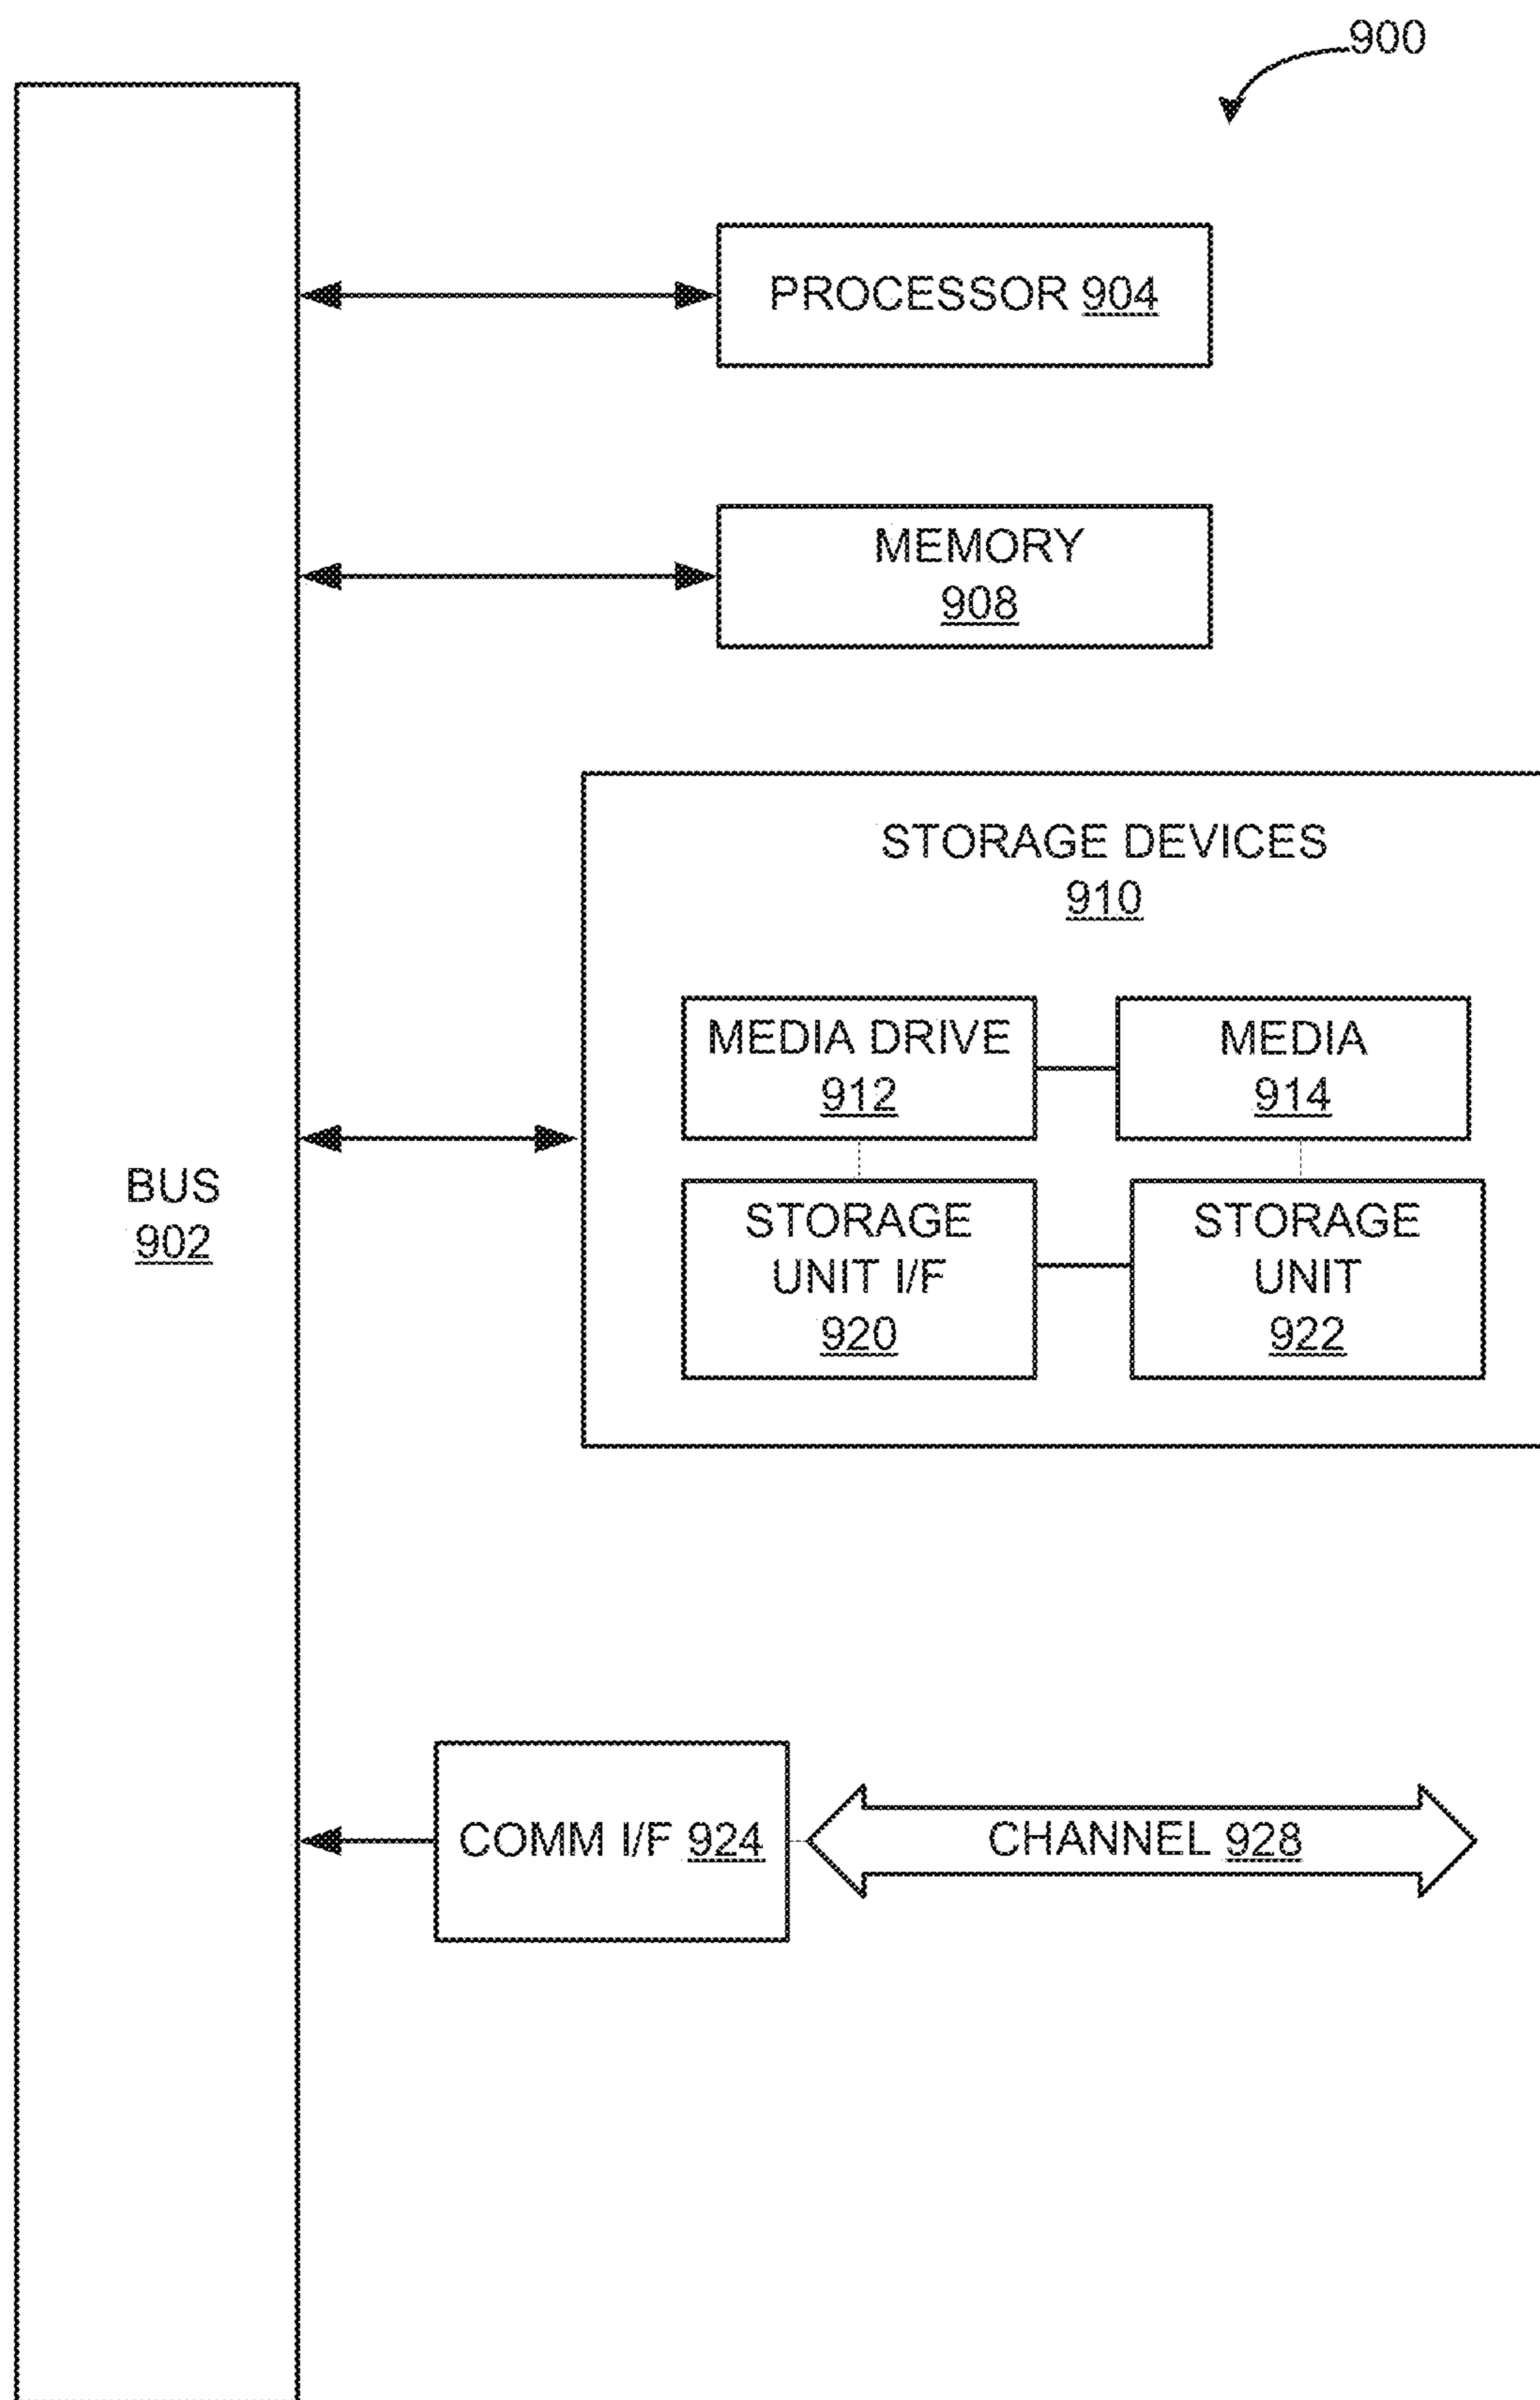 900
PROCESSOR 904
MEMORY
908
STORAGE DEVICES
910
MEDIA DRIVE
912
MEDIA
914
BUS
902
STORAGE
UNIT I/F
920
STORAGE
UNIT
922
COMM I/F 924
CHANNEL 928